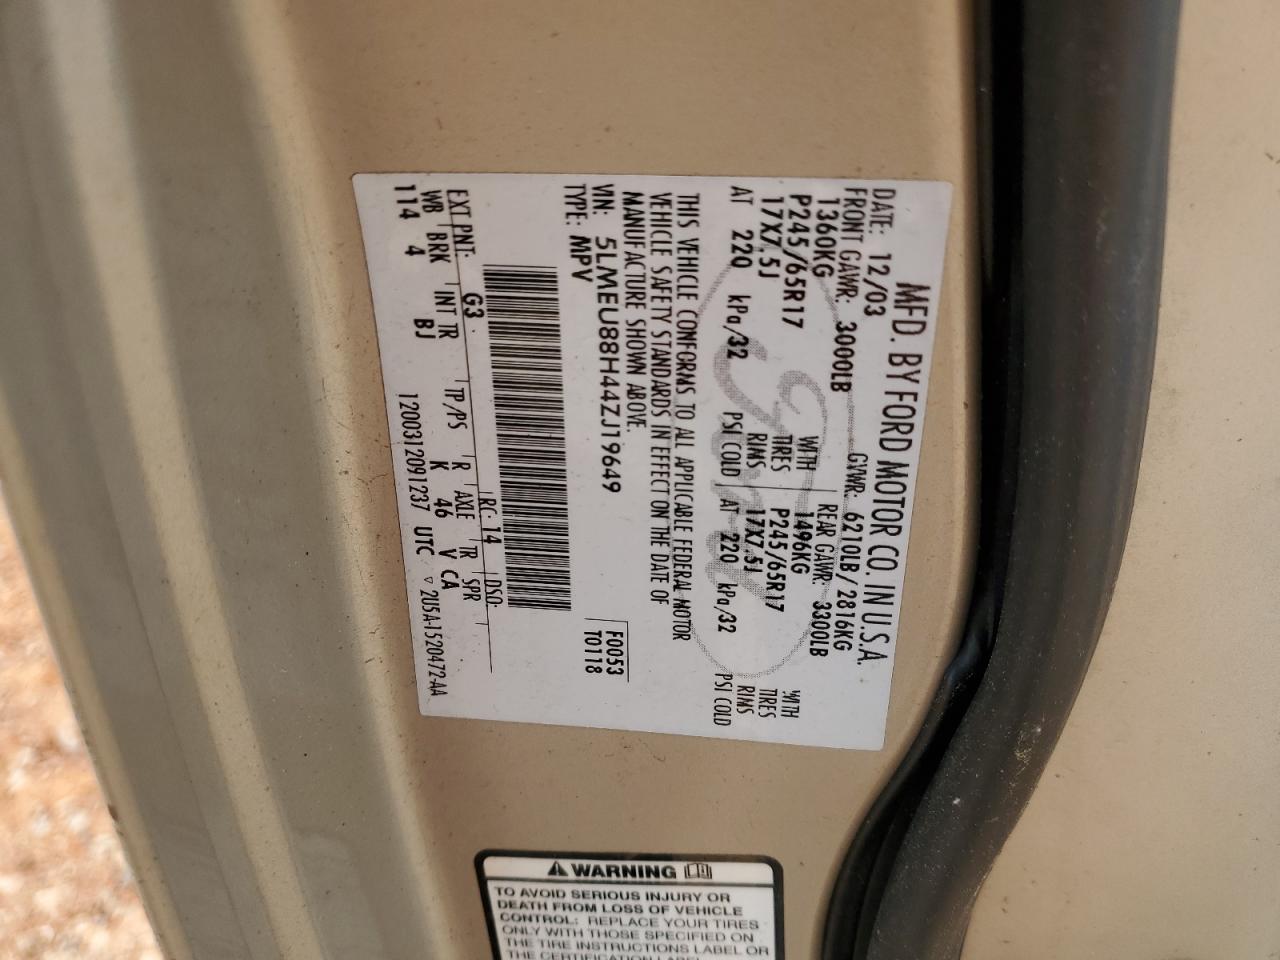 MFD. BY FORD MOTOR CO. IN U.S.A.
DATE: 12/03 GVWR: 6210LB/2816KG
FRONT GAWR: 3000LB REAR GAWR: 3300LB
1360KG WITH 1496KG WITH
P245/65R17 TIRES P245/65R17 TIRES
17X7.5J RIMS 17X7.5J RIMS
AT 220 kPa/32 PSI COLD AT 220 kPa/32 PSI COLD
THIS VEHICLE CONFORMS TO ALL APPLICABLE FEDERAL MOTOR
VEHICLE SAFETY STANDARDS IN EFFECT ON THE DATE OF
MANUFACTURE SHOWN ABOVE.
VIN: 5LMEU88H44ZJ19649 F0053
TYPE: MPV T0118
EXT PNT: G3 RC: 14 DSO:
WB BRK INT TR TP/PS R AXLE TR SPR
114 4 BJ K 46 V CA
1200312091237 UTC ▽ 2U5A-1520472-AA
⚠ WARNING
TO AVOID SERIOUS INJURY OR
DEATH FROM LOSS OF VEHICLE
CONTROL: REPLACE YOUR TIRES
ONLY WITH THOSE SPECIFIED ON
THE TIRE INSTRUCTIONS LABEL OR
THE CERTIFICATION LABEL